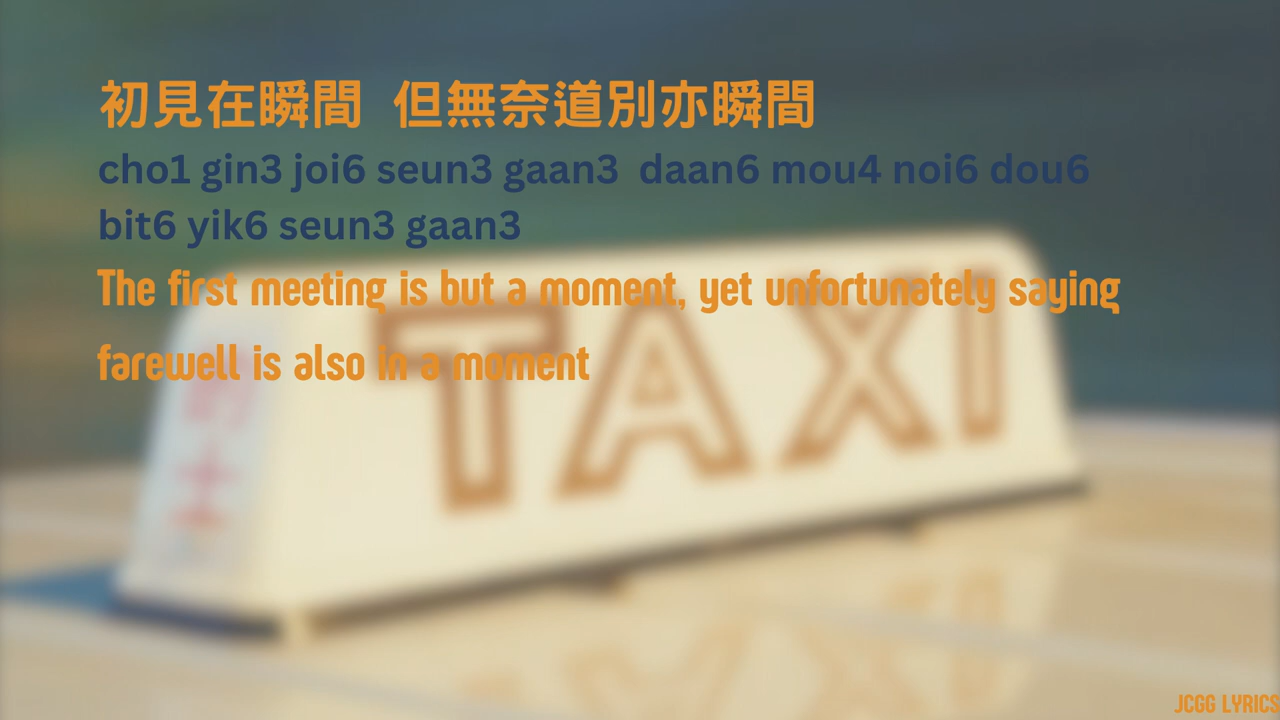 初見在瞬間 但無奈道別亦瞬間
cho1 gin3 joi6 seun3 gaan3 daan6 mou4 noi6 dou6
bit6 yik6 seun3 gaan3
The first meeting is but a moment, yet unfortunately saying
farewell is also in a moment
TAXI
的士
JCGG LYRICS